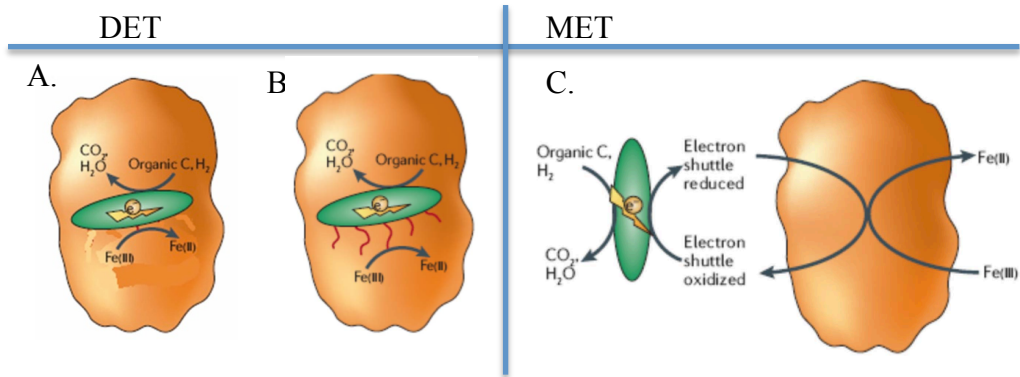 DET
MET
A.
CO₂,
H₂O
Organic C, H₂
e⁻
Fe(III)
Fe(II)
B
CO₂,
H₂O
Organic C, H₂
e⁻
Fe(III)
Fe(II)
C.
Organic C,
H₂
CO₂,
H₂O
e⁻
Electron
shuttle
reduced
Electron
shuttle
oxidized
Fe(II)
Fe(III)